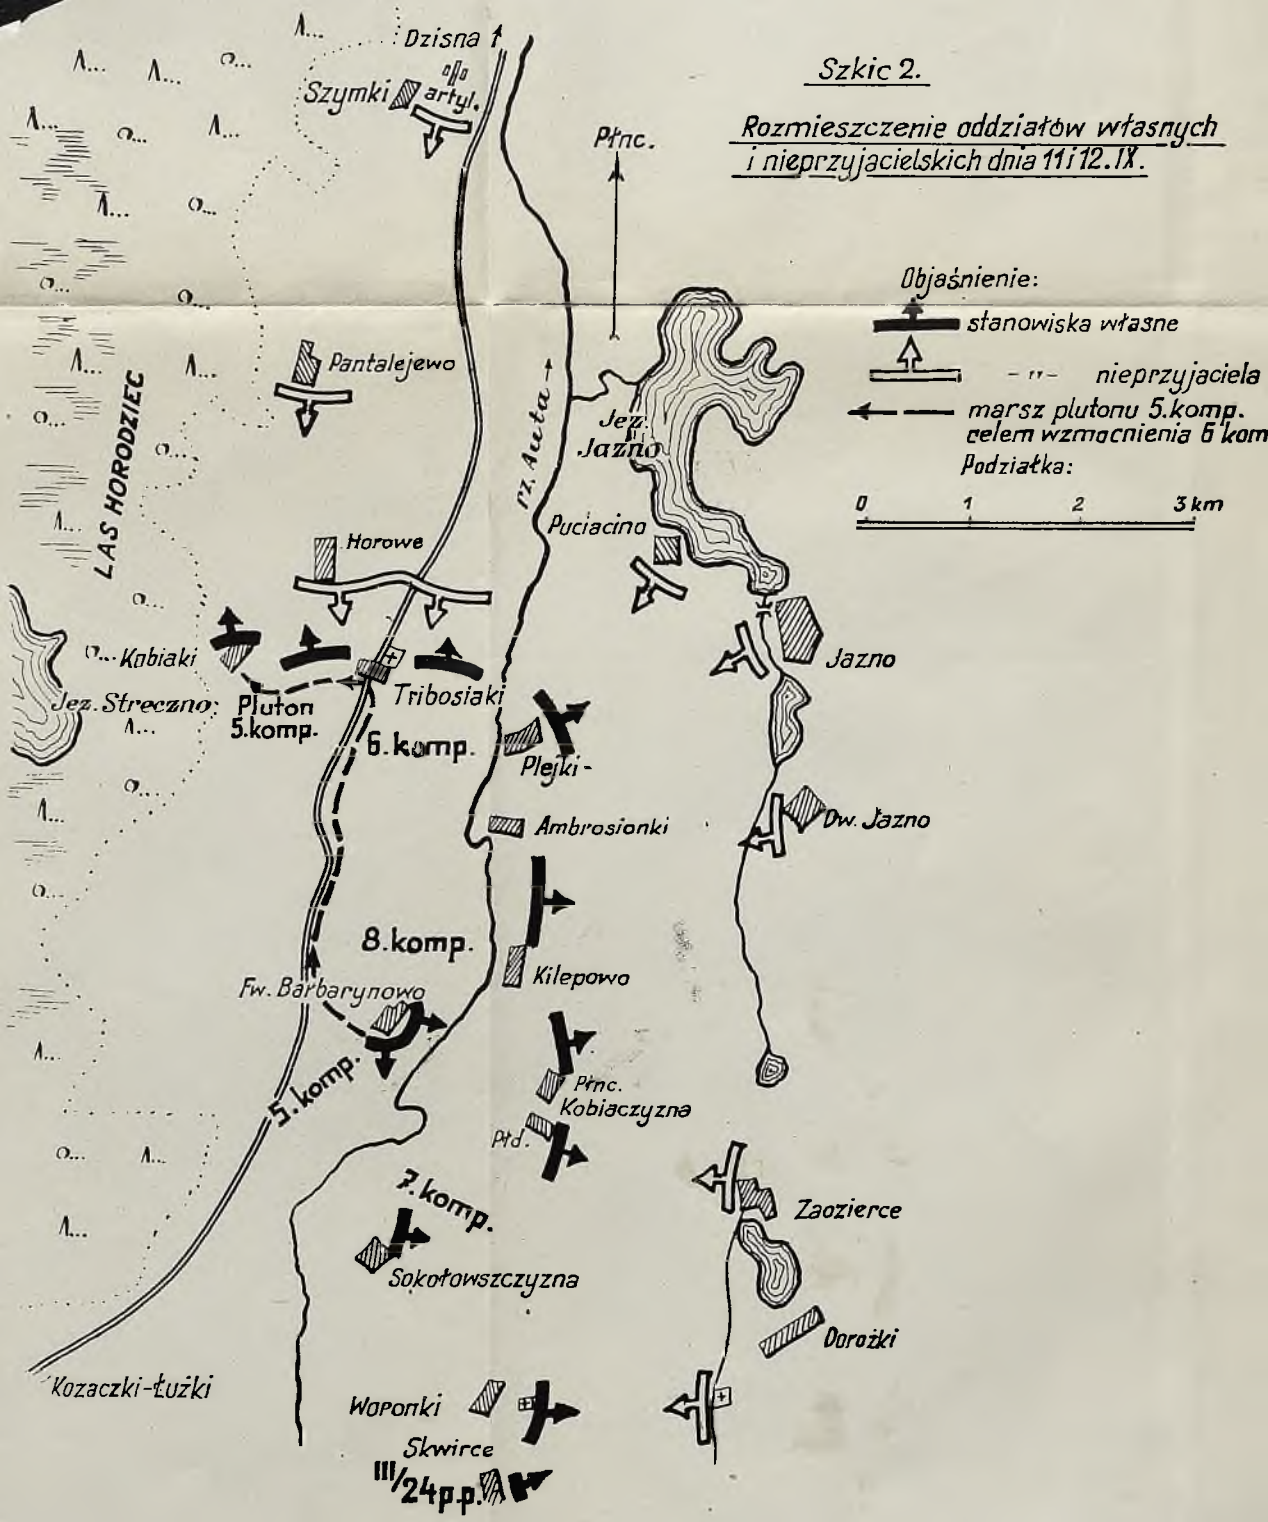 Szkic 2.
Rozmieszczenie oddziałów własnych
i nieprzyjacielskich dnia 11 i 12. IX.
Dzisna
Szymki
artyl.
Płnc.
Objaśnienie:
stanowiska własne
-"- nieprzyjaciela
marsz plutonu 5. komp.
celem wzmocnienia 6 kom
Podziałka:
0 1 2 3 km
Pantalejewo
LAS HORODZIEC
rz. Auta
Jez.
Jazno
Puciacino
Horowe
Kobiaki
Jazno
Jez. Streczno
Pluton
5. komp.
Tribosiaki
6. komp.
Plejki
Ambrosionki
Dw. Jazno
8. komp.
Kilepowo
Fw. Barbarynowo
5. komp.
Płnc.
Kobiaczyzna
Płd.
7. komp.
Zaozierce
Sokołowszczyzna
Dorożki
Kozaczki-Łużki
Woronki
Skwirce
III/24 p.p.